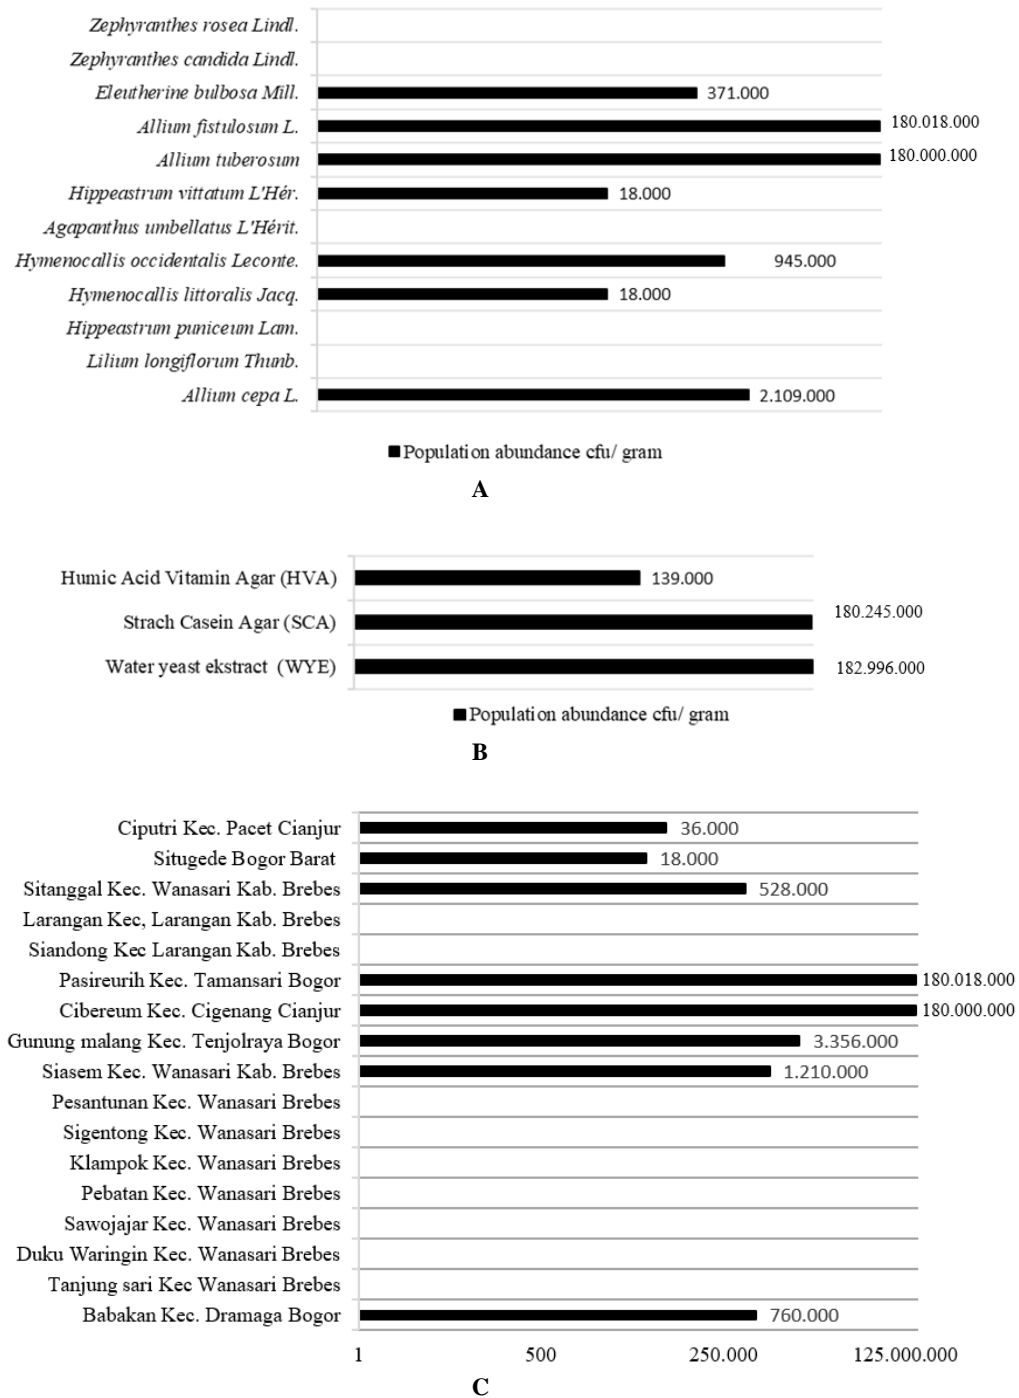 Zephyranthes rosea Lindl.
Zephyranthes candida Lindl.
Eleutherine bulbosa Mill. 371.000
Allium fistulosum L. 180.018.000
Allium tuberosum 180.000.000
Hippeastrum vittatum L'Hér. 18.000
Agapanthus umbellatus L'Hérit.
Hymenocallis occidentalis Leconte. 945.000
Hymenocallis littoralis Jacq. 18.000
Hippeastrum puniceum Lam.
Lilium longiflorum Thunb.
Allium cepa L. 2.109.000
Population abundance cfu/ gram
A
Humic Acid Vitamin Agar (HVA) 139.000
Strach Casein Agar (SCA) 180.245.000
Water yeast ekstract (WYE) 182.996.000
Population abundance cfu/ gram
B
Ciputri Kec. Pacet Cianjur 36.000
Situgede Bogor Barat 18.000
Sitanggal Kec. Wanasari Kab. Brebes 528.000
Larangan Kec, Larangan Kab. Brebes
Siandong Kec Larangan Kab. Brebes
Pasireurih Kec. Tamansari Bogor 180.018.000
Cibereum Kec. Cigenang Cianjur 180.000.000
Gunung malang Kec. Tenjolraya Bogor 3.356.000
Siasem Kec. Wanasari Kab. Brebes 1.210.000
Pesantunan Kec. Wanasari Brebes
Sigentong Kec. Wanasari Brebes
Klampok Kec. Wanasari Brebes
Pebatan Kec. Wanasari Brebes
Sawojajar Kec. Wanasari Brebes
Duku Waringin Kec. Wanasari Brebes
Tanjung sari Kec Wanasari Brebes
Babakan Kec. Dramaga Bogor 760.000
1 500 250.000 125.000.000
C